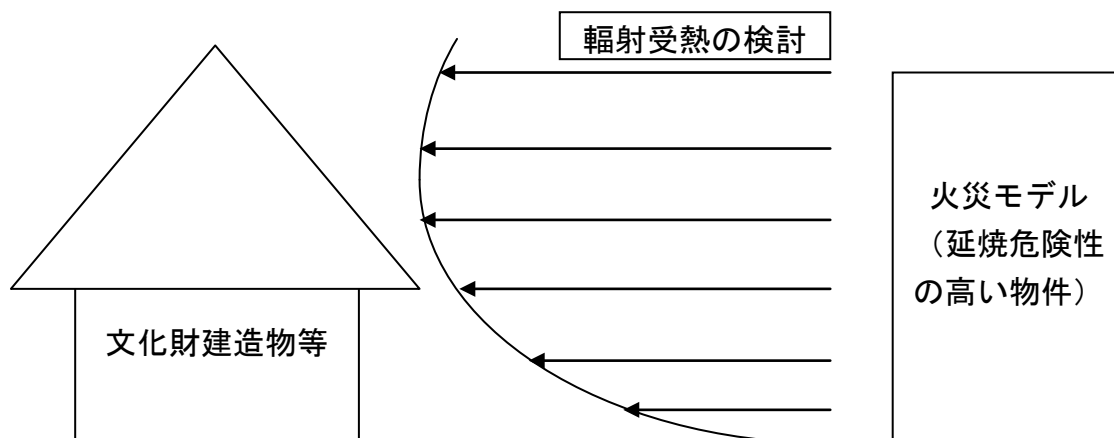 輻射受熱の検討
火災モデル
（延焼危険性
の高い物件）
文化財建造物等